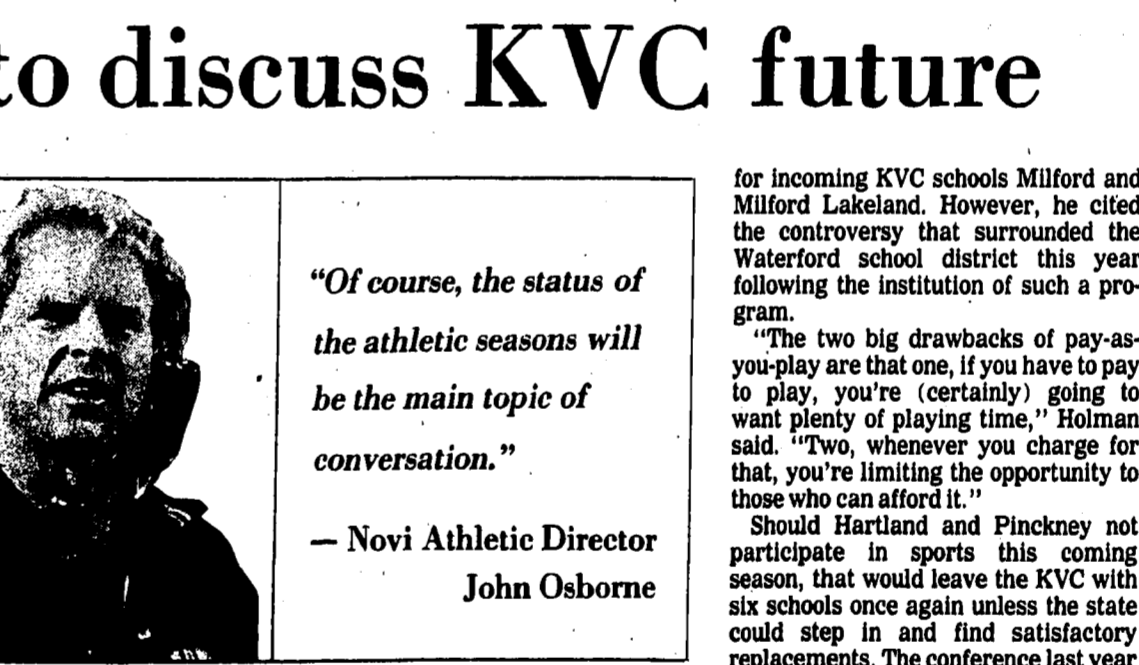 to discuss KVC future
"Of course, the status of
the athletic seasons will
be the main topic of
conversation."
— Novi Athletic Director
John Osborne
for incoming KVC schools Milford and
Milford Lakeland. However, he cited
the controversy that surrounded the
Waterford school district this year
following the institution of such a pro-
gram.
"The two big drawbacks of pay-as-
you-play are that one, if you have to pay
to play, you're (certainly) going to
want plenty of playing time," Holman
said. "Two, whenever you charge for
that, you're limiting the opportunity to
those who can afford it."
Should Hartland and Pinckney not
participate in sports this coming
season, that would leave the KVC with
six schools once again unless the state
could step in and find satisfactory
replacements. The conference last year